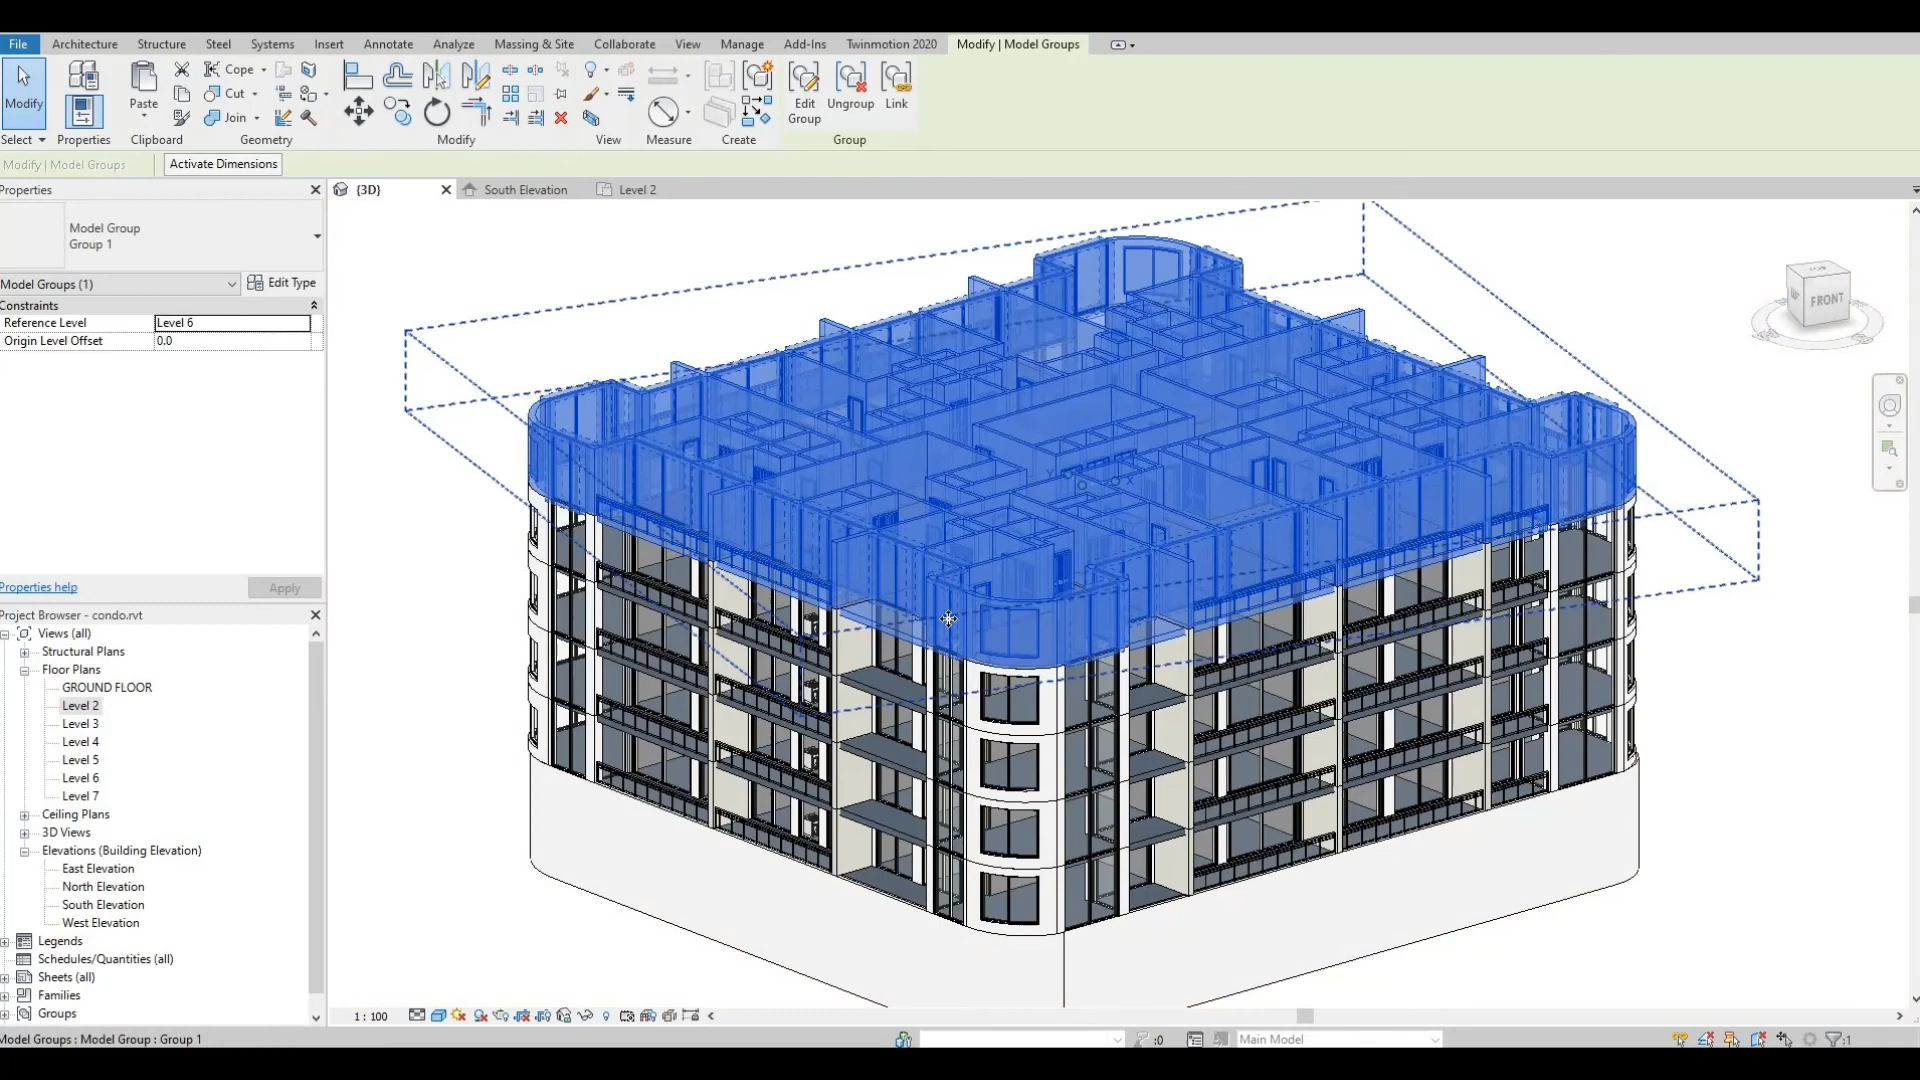 File Architecture Structure Steel Systems Insert Annotate Analyze Massing & Site Collaborate View Manage Add-Ins Twinmotion 2020 Modify | Model Groups
Modify
Paste
Cope
Cut
Join
Edit
Group
Ungroup
Link
Select Properties Clipboard Geometry Modify View Measure Create Group
Modify | Model Groups Activate Dimensions
Properties
{3D} South Elevation Level 2
Model Group
Group 1
Model Groups (1) Edit Type
Constraints
Reference Level Level 6
Origin Level Offset 0.0
FRONT
Properties help Apply
Project Browser - condo.rvt
Views (all)
Structural Plans
Floor Plans
GROUND FLOOR
Level 2
Level 3
Level 4
Level 5
Level 6
Level 7
Ceiling Plans
3D Views
Elevations (Building Elevation)
East Elevation
North Elevation
South Elevation
West Elevation
Legends
Schedules/Quantities (all)
Sheets (all)
Families
Groups
1 : 100
Model Groups : Model Group : Group 1 :0 Main Model :1